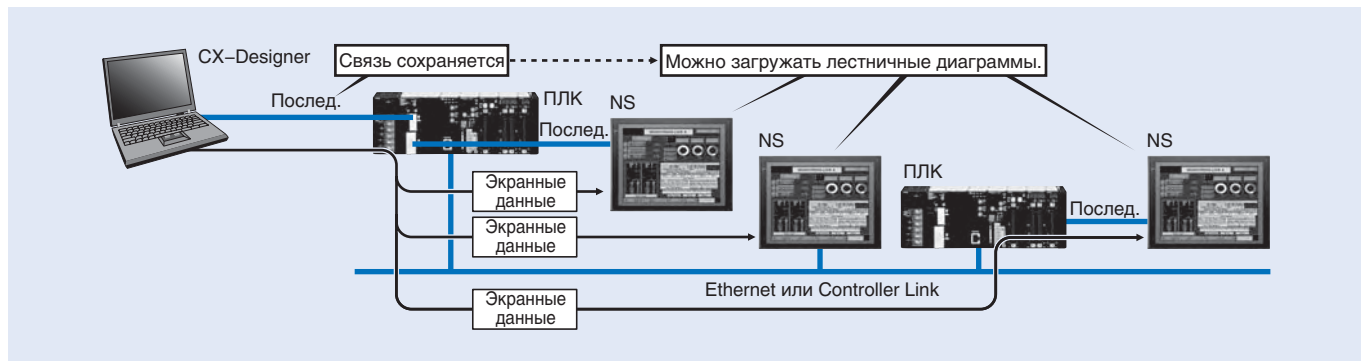 CX–Designer
Связь сохраняется
Можно загружать лестничные диаграммы.
Послед.
ПЛК
NS
Послед.
NS
NS
ПЛК
Экранные
данные
Послед.
Экранные
данные
Ethernet или Controller Link
Экранные
данные